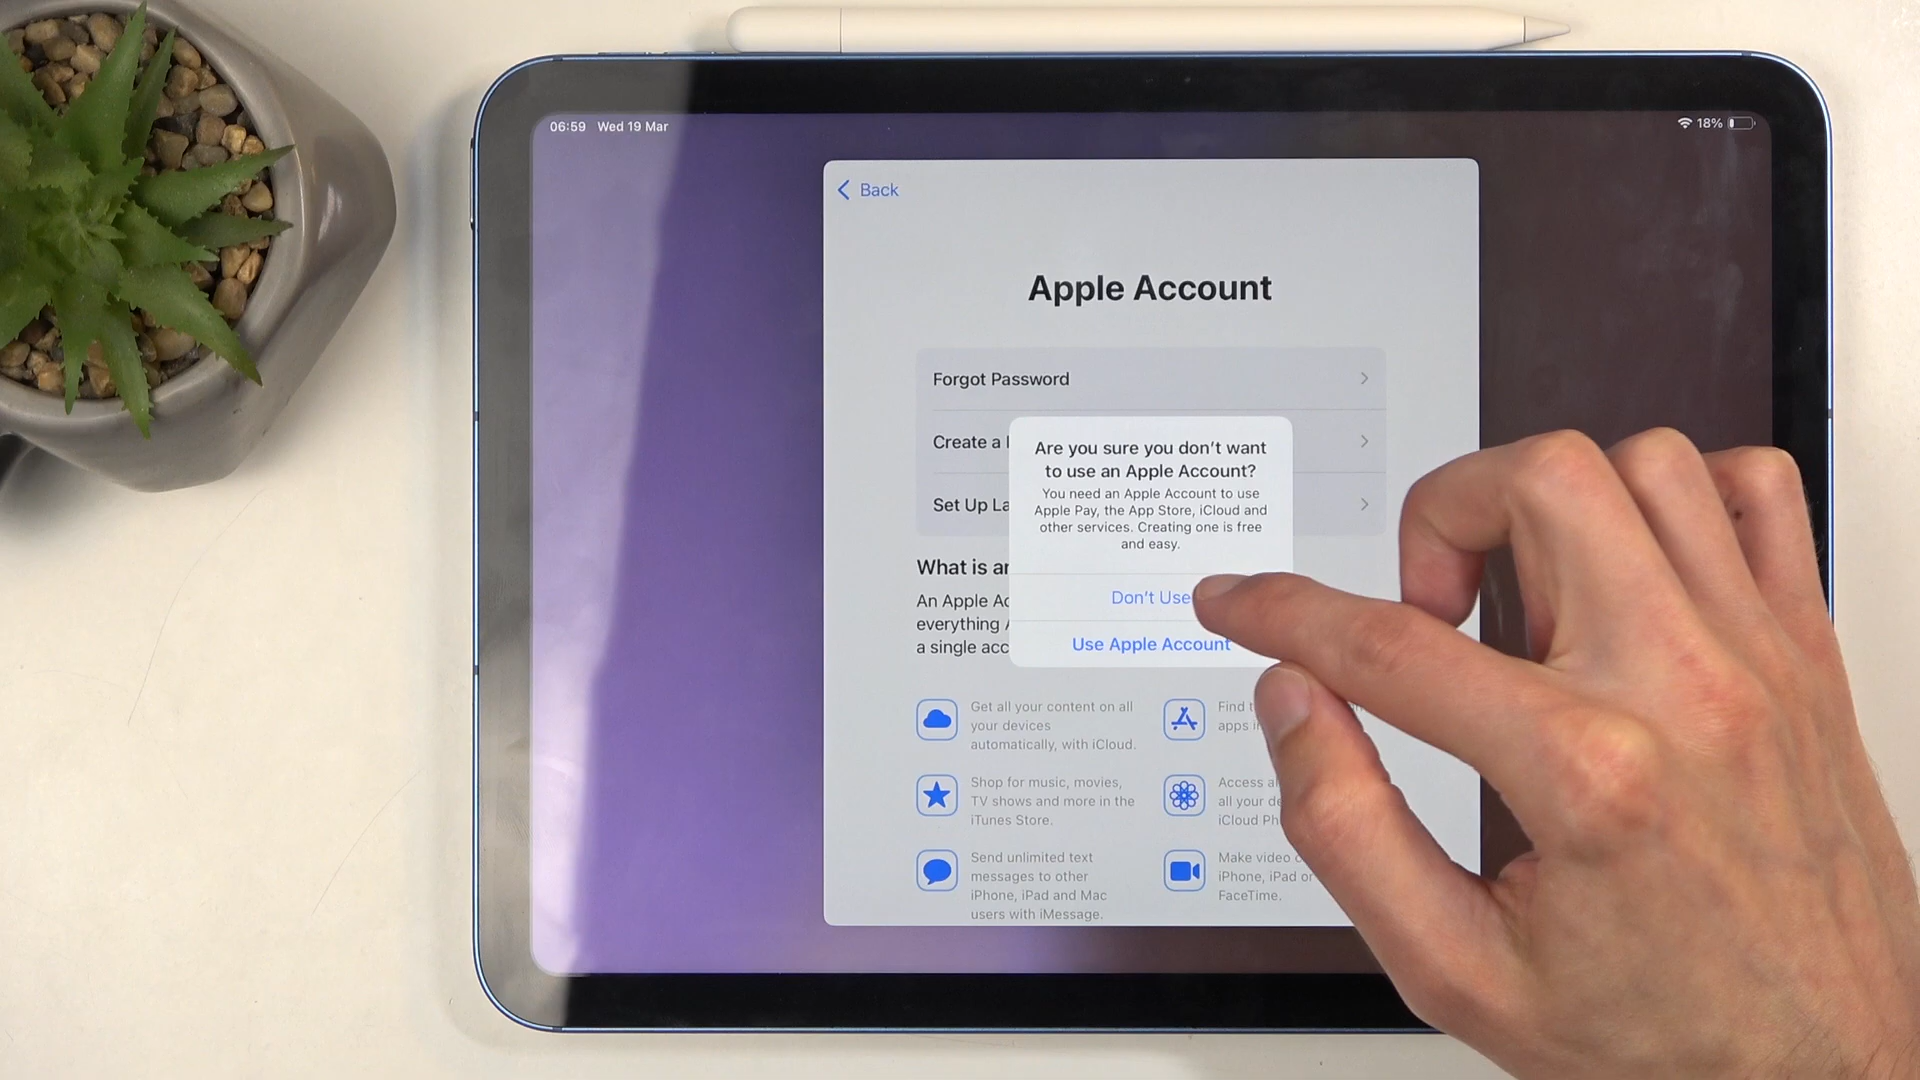 06:59 Wed 19 Mar
18%
Back
Apple Account
Forgot Password
Create a
Set Up
Are you sure you don't want
to use an Apple Account?
You need an Apple Account to use
Apple Pay, the App Store, iCloud and
other services. Creating one is free
and easy.
Don't Use
Use Apple Account
What is
An Apple
everything
a single
Get all your content on all
your devices
automatically, with iCloud.
Find
apps
Shop for music, movies,
TV shows and more in the
iTunes Store.
Access
all your
iCloud
Send unlimited text
messages to other
iPhone, iPad and Mac
users with iMessage.
Make video
iPhone, iPad or
FaceTime.